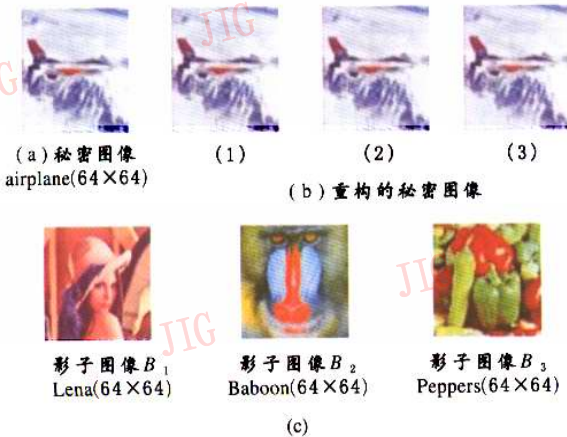 JIG
(a)秘密图像
airplane(64×64)
(1)
(2)
(3)
(b)重构的秘密图像
JIG
影子图像B1
Lena(64×64)
影子图像B2
Baboon(64×64)
影子图像B3
Peppers(64×64)
(c)